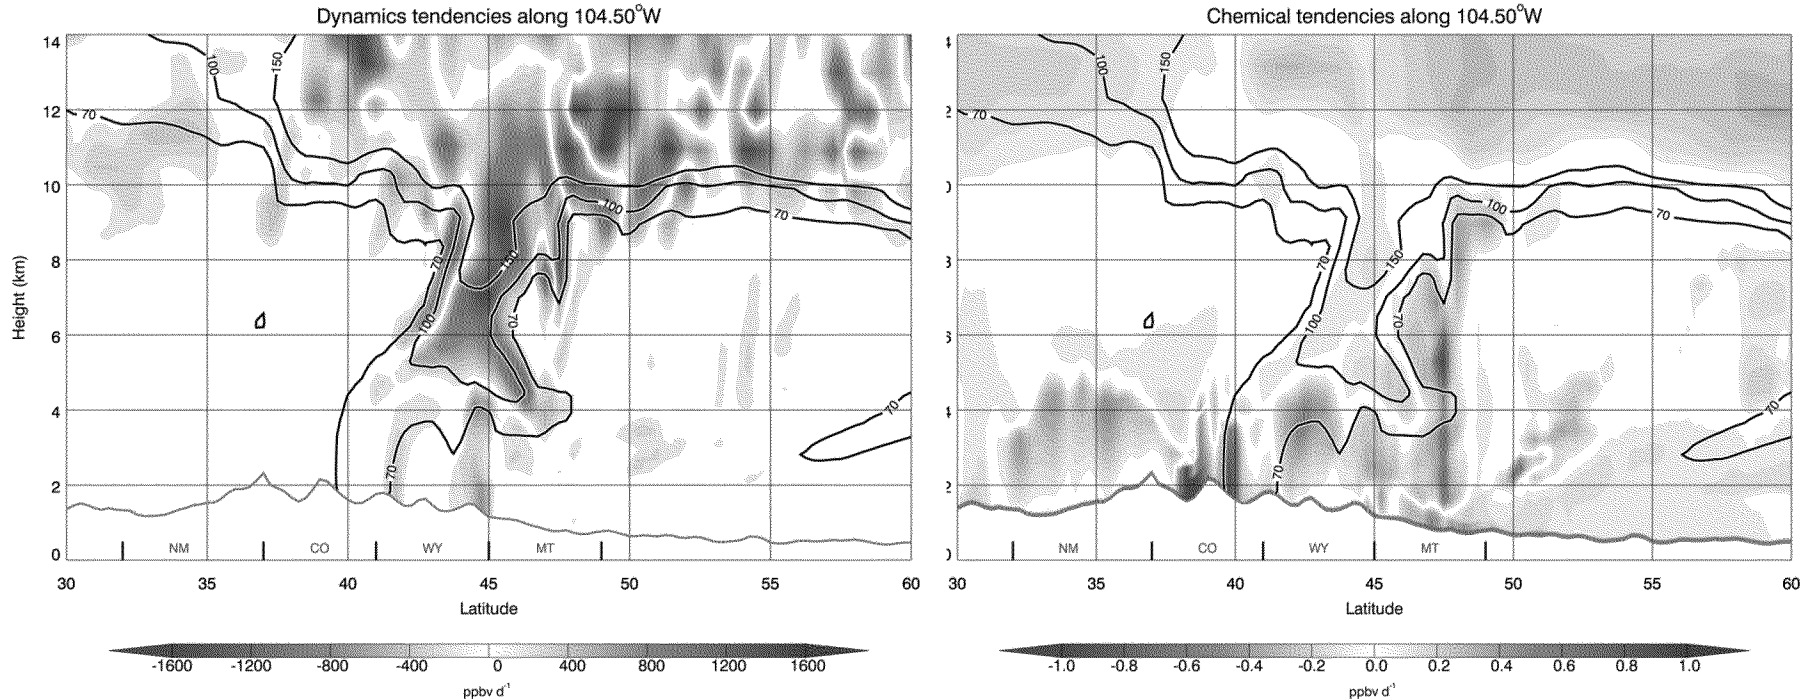 Dynamics tendencies along 104.50°W
14
12
10
8
6
4
2
0
Height (km)
100
150
70
70
100
150
70
100
70
70
70
NM
CO
WY
MT
30 35 40 45 50 55 60
Latitude
-1600 -1200 -800 -400 0 400 800 1200 1600
ppbv d⁻¹
Chemical tendencies along 104.50°W
100
150
70
70
100
150
70
100
70
70
70
NM
CO
WY
MT
30 35 40 45 50 55 60
Latitude
-1.0 -0.8 -0.6 -0.4 -0.2 0.0 0.2 0.4 0.6 0.8 1.0
ppbv d⁻¹